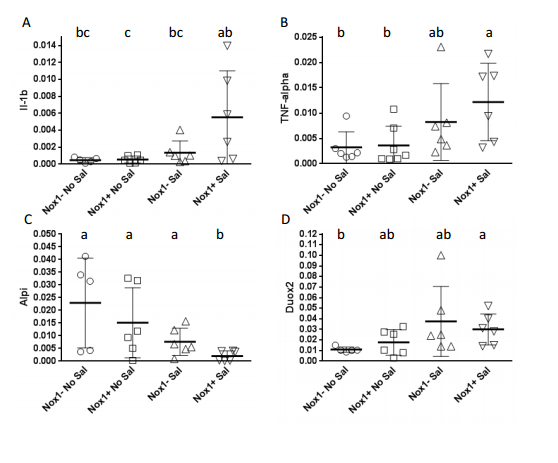 A
bc c bc ab
Il-1b
0.014
0.012
0.010
0.008
0.006
0.004
0.002
0.000
Nox1- No Sal
Nox1+ No Sal
Nox1- Sal
Nox1+ Sal
B
b b ab a
TNF-alpha
0.025
0.020
0.015
0.010
0.005
0.000
Nox1- No Sal
Nox1+ No Sal
Nox1- Sal
Nox1+ Sal
C
a a a b
Alpi
0.050
0.045
0.040
0.035
0.030
0.025
0.020
0.015
0.010
0.005
0.000
Nox1- No Sal
Nox1+ No Sal
Nox1- Sal
Nox1+ Sal
D
b ab ab a
Duox2
0.12
0.11
0.10
0.09
0.08
0.07
0.06
0.05
0.04
0.03
0.02
0.01
0.00
Nox1- No Sal
Nox1+ No Sal
Nox1- Sal
Nox1+ Sal